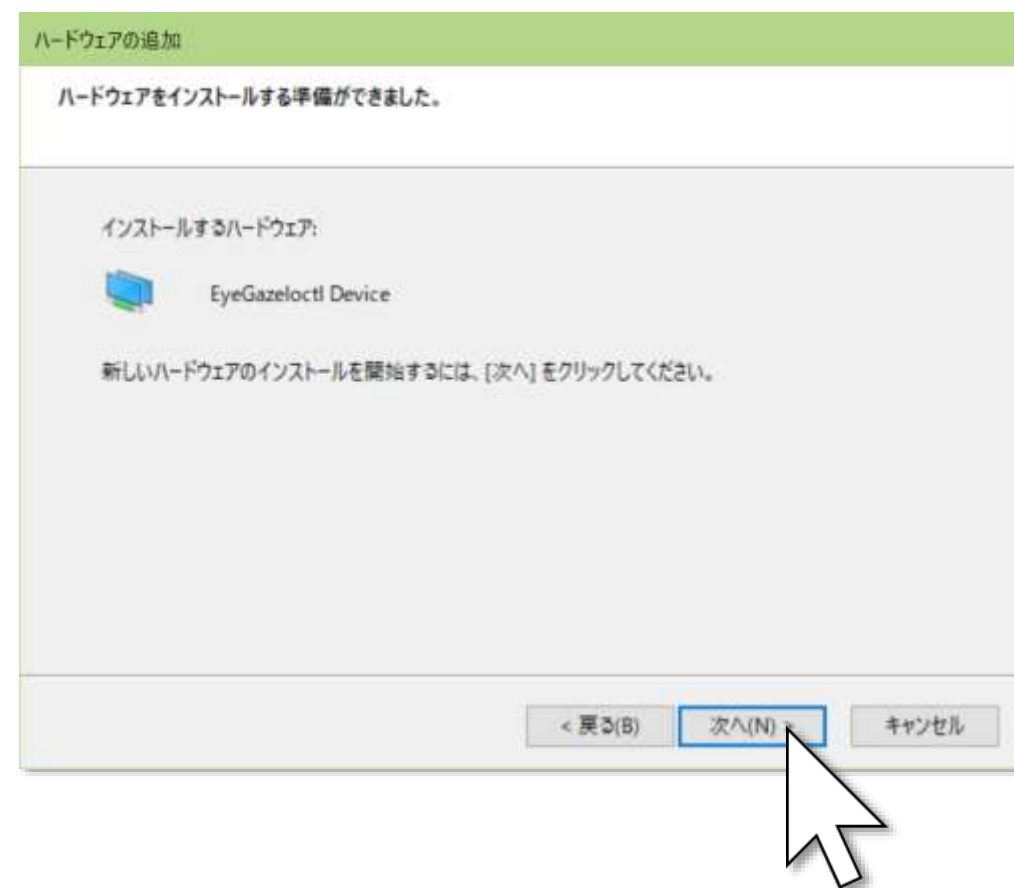 ハードウェアの追加
ハードウェアをインストールする準備ができました。
インストールするハードウェア:
EyeGazeIoctl Device
新しいハードウェアのインストールを開始するには、[次へ] をクリックしてください。
< 戻る(B)
次へ(N) >
キャンセル